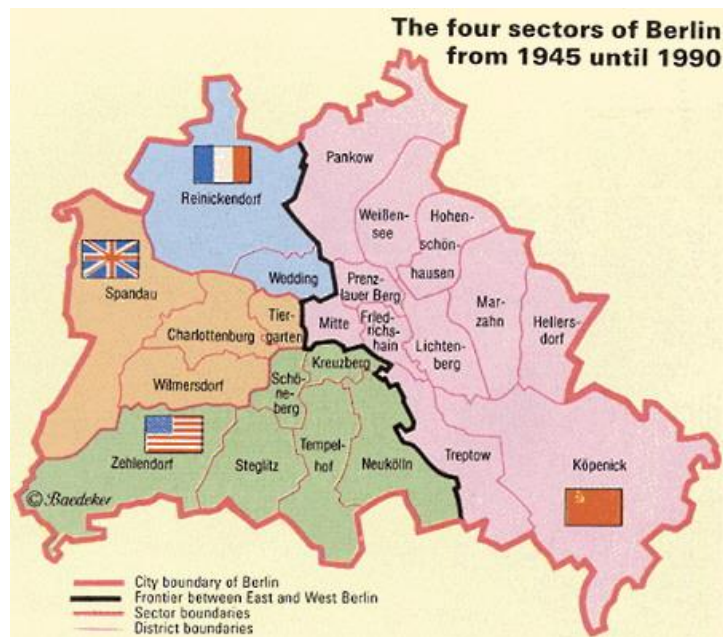 The four sectors of Berlin
from 1945 until 1990
Pankow
Reinickendorf
Weißen-
see
Hohen-
schön-
hausen
Wedding
Spandau
Prenz-
lauer Berg
Mar-
zahn
Hellers-
dorf
Tier-
garten
Mitte
Fried-
richs-
hain
Charlottenburg
Lichten-
berg
Kreuzberg
Wilmersdorf
Schö-
ne-
berg
Zehlendorf
Steglitz
Tempel-
hof
Neukölln
Treptow
Köpenick
© Baedeker
City boundary of Berlin
Frontier between East and West Berlin
Sector boundaries
District boundaries